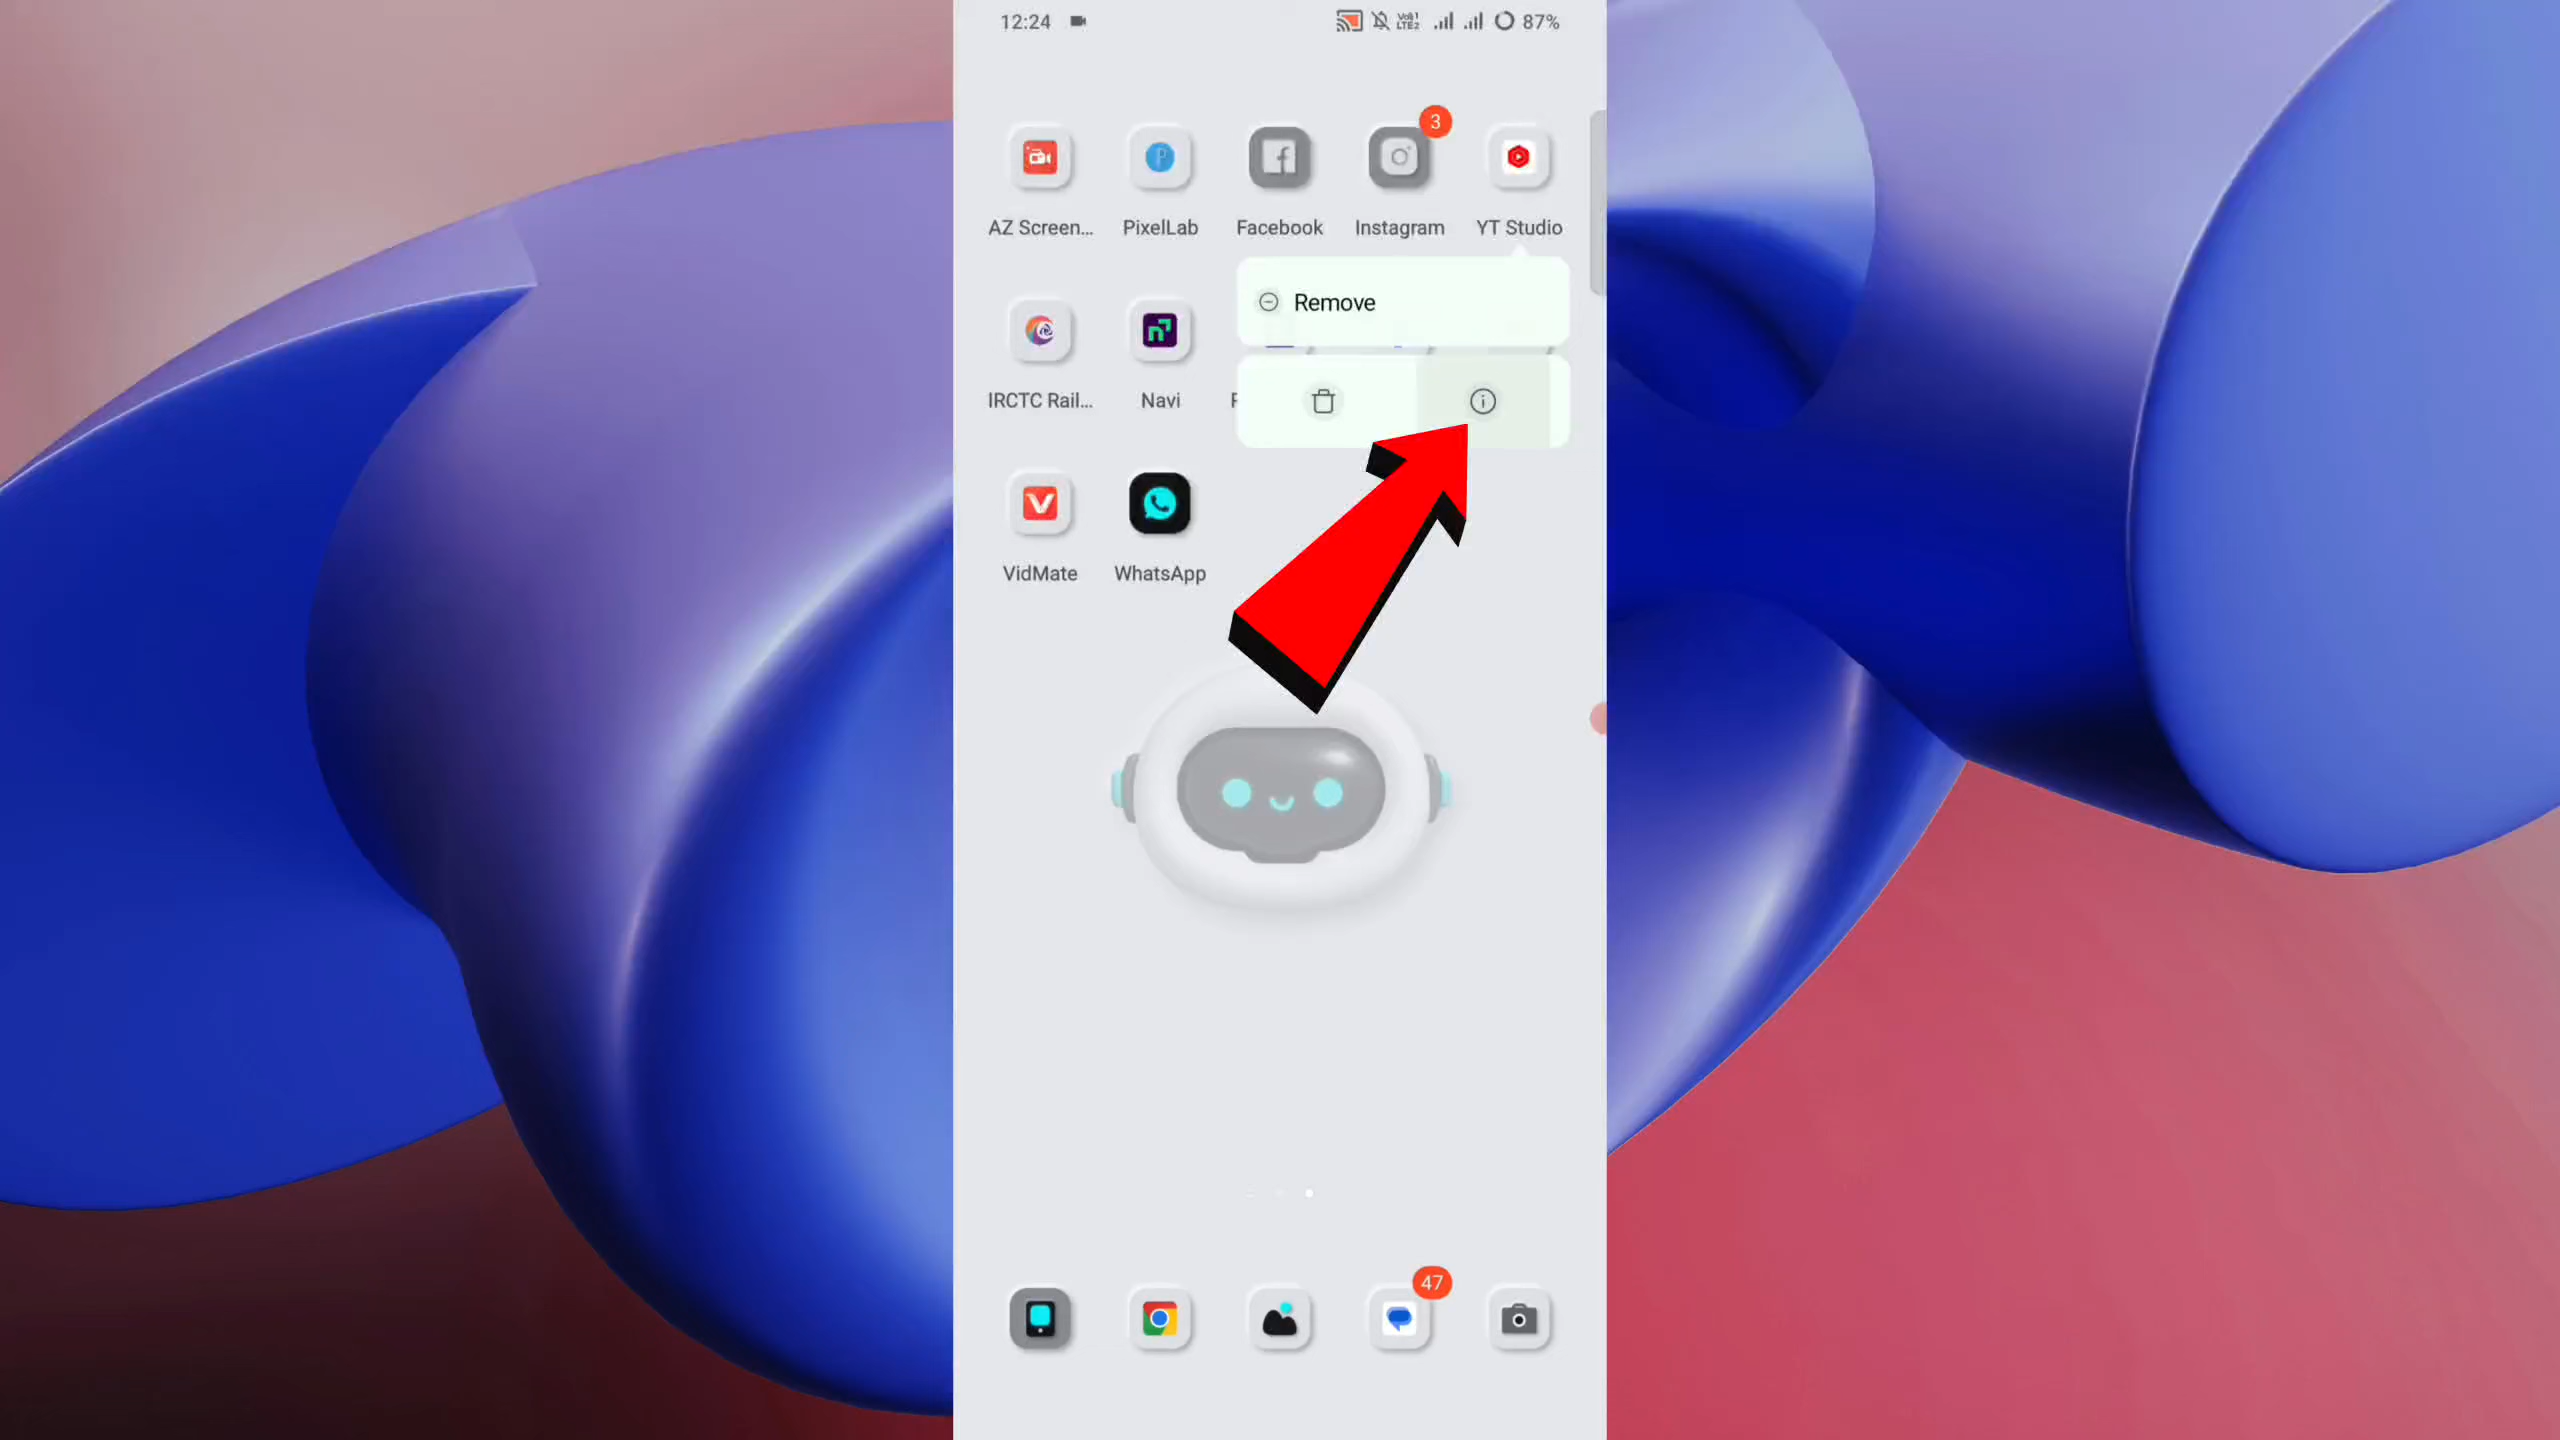 12:24
87%
3
AZ Screen...
PixelLab
Facebook
Instagram
YT Studio
Remove
IRCTC Rail...
Navi
VidMate
WhatsApp
47